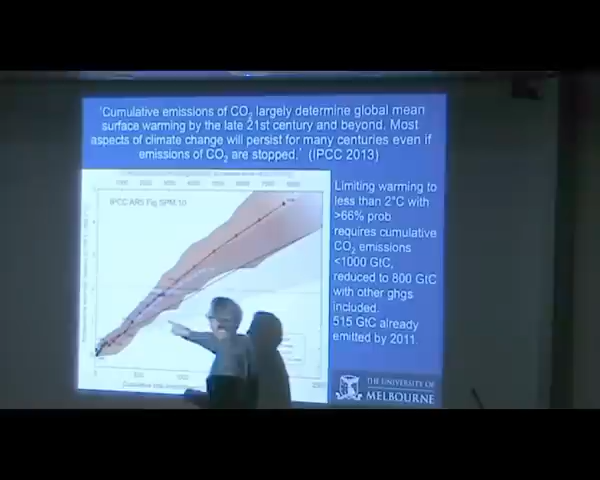 'Cumulative emissions of CO2 largely determine global mean
surface warming by the late 21st century and beyond. Most
aspects of climate change will persist for many centuries even if
emissions of CO2 are stopped.' (IPCC 2013)
IPCC AR5 Fig SPM.10
Limiting warming to
less than 2°C with
>66% prob
requires cumulative
CO2 emissions
<1000 GtC,
reduced to 800 GtC
with other ghgs
included.
515 GtC already
emitted by 2011.
THE UNIVERSITY OF
MELBOURNE